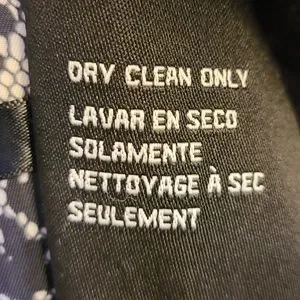 DRY CLEAN ONLY
LAVAR EN SECO
SOLAMENTE
NETTOYAGE À SEC
SEULEMENT